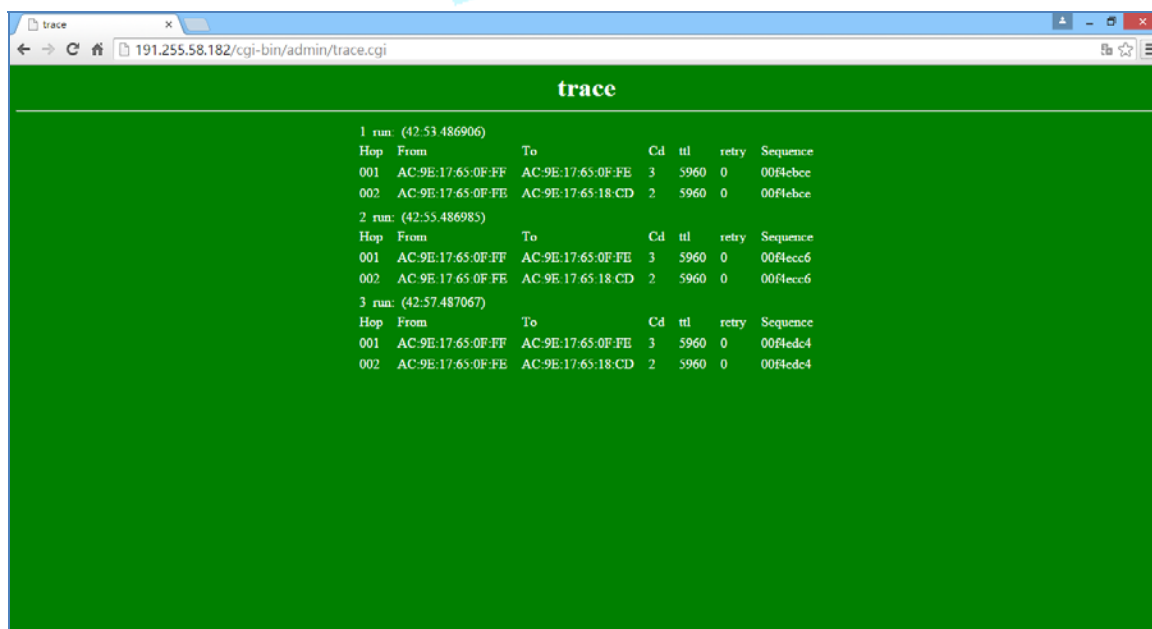 trace
191.255.58.182/cgi-bin/admin/trace.cgi
trace
1 run: (42:53.486906)
Hop From To Cd ttl retry Sequence
001 AC:9E:17:65:0F:FF AC:9E:17:65:0F:FE 3 5960 0 00f4ebce
002 AC:9E:17:65:0F:FE AC:9E:17:65:18:CD 2 5960 0 00f4ebce
2 run: (42:55.486985)
Hop From To Cd ttl retry Sequence
001 AC:9E:17:65:0F:FF AC:9E:17:65:0F:FE 3 5960 0 00f4ecc6
002 AC:9E:17:65:0F:FE AC:9E:17:65:18:CD 2 5960 0 00f4ecc6
3 run: (42:57.487067)
Hop From To Cd ttl retry Sequence
001 AC:9E:17:65:0F:FF AC:9E:17:65:0F:FE 3 5960 0 00f4edc4
002 AC:9E:17:65:0F:FE AC:9E:17:65:18:CD 2 5960 0 00f4edc4